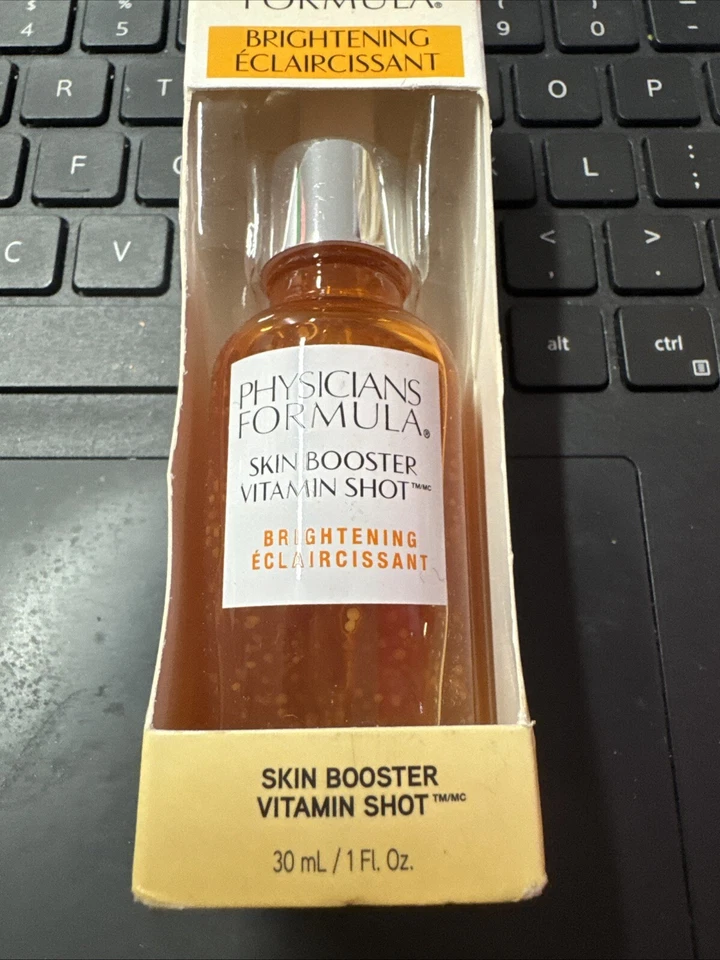 FORMULA®
BRIGHTENING
ÉCLAIRCISSANT
PHYSICIANS
FORMULA®
SKIN BOOSTER
VITAMIN SHOT™/MC
BRIGHTENING
ÉCLAIRCISSANT
SKIN BOOSTER
VITAMIN SHOT™/MC
30 mL / 1 Fl. Oz.
$
4
%
5
)
0
9
-
R
T
O
P
F
L
:
;
C
V
<
,
>
.
alt
ctrl